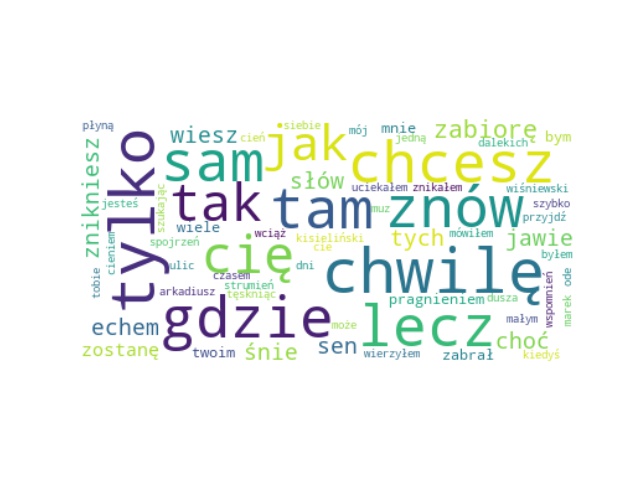 płyną
tylko
wiesz
cień
siebie
jak
mój
mnie
jedną
zabiorę
bym
dalekich
znikniesz
sam
chcesz
jesteś
szukając
tak
słów
uciekałem
znikałem
wiśniewski
tam
muz
znów
szybko
przyjdź
cieniem
wiele
wciąż
kisieliński
tych
mówiłem
jawie
spojrzeń
cię
cie
byłem
ulic
dni
chwilę
tobie
czasem
strumień
tęskniąc
arkadiusz
gdzie
pragnieniem
dusza
wspomnień
ode
marek
małym
echem
może
lecz
choć
zostanę
twoim
śnie
sen
wierzyłem
zabrał
kiedyś